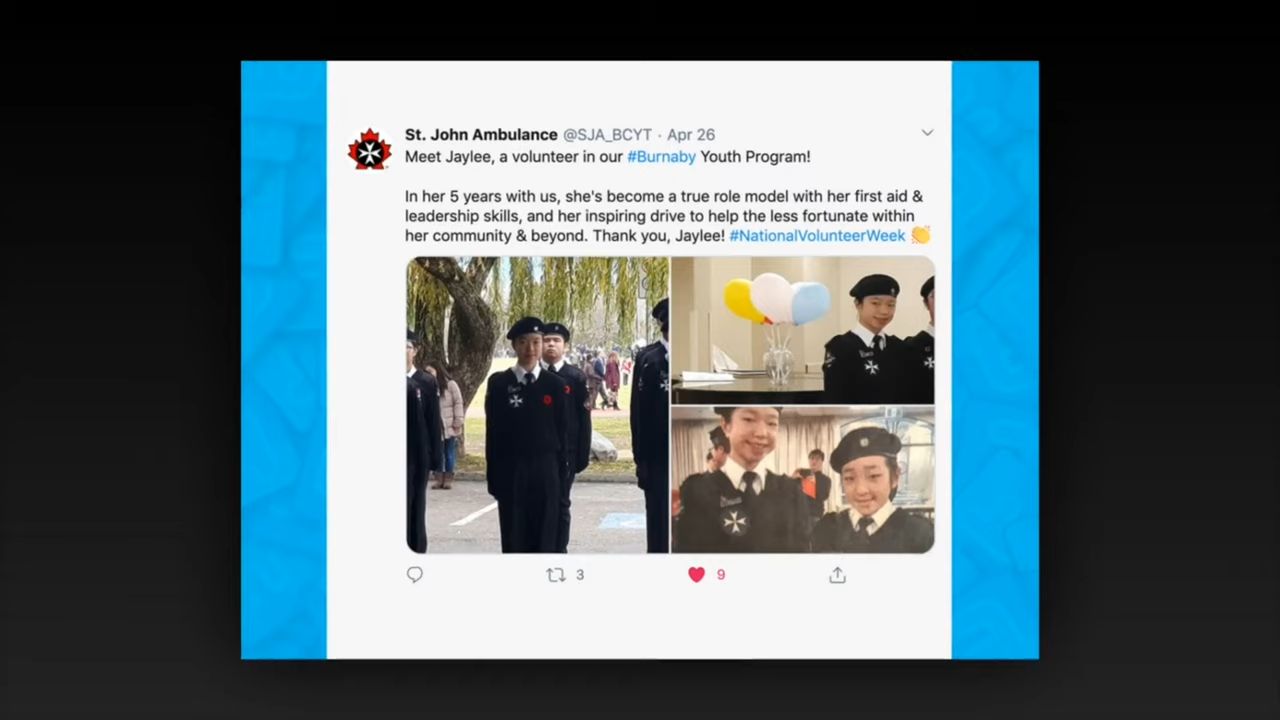 St. John Ambulance @SJA_BCYT · Apr 26
Meet Jaylee, a volunteer in our #Burnaby Youth Program!
In her 5 years with us, she's become a true role model with her first aid &
leadership skills, and her inspiring drive to help the less fortunate within
her community & beyond. Thank you, Jaylee! #NationalVolunteerWeek 👏
3
9